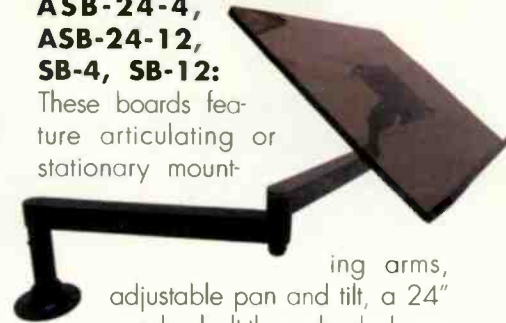 ASB-24-4,
ASB-24-12,
SB-4, SB-12:
These boards fea-
ture articulating or
stationary mount-
ing arms,
adjustable pan and tilt, a 24"